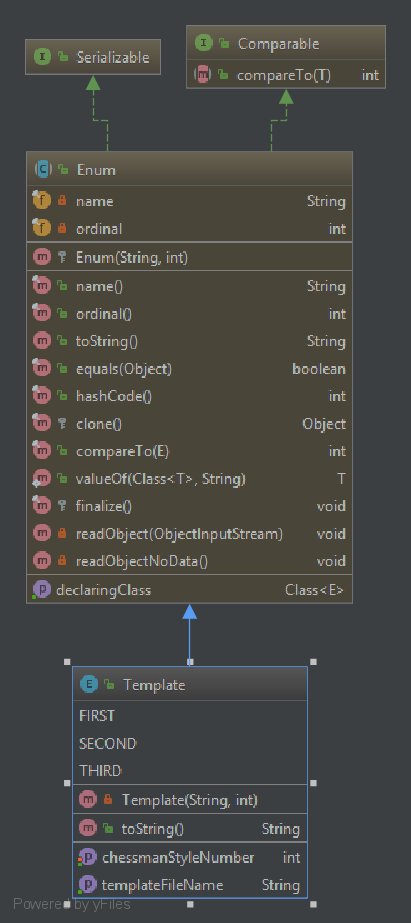 I Serializable
I Comparable
m compareTo(T) int
C Enum
f name String
f ordinal int
m Enum(String, int)
m name() String
m ordinal() int
m toString() String
m equals(Object) boolean
m hashCode() int
m clone() Object
m compareTo(E) int
m valueOf(Class<T>, String) T
m finalize() void
m readObject(ObjectInputStream) void
m readObjectNoData() void
p declaringClass Class<E>
E Template
FIRST
SECOND
THIRD
m Template(String, int)
m toString() String
p chessmanStyleNumber int
p templateFileName String
Powered by yFiles